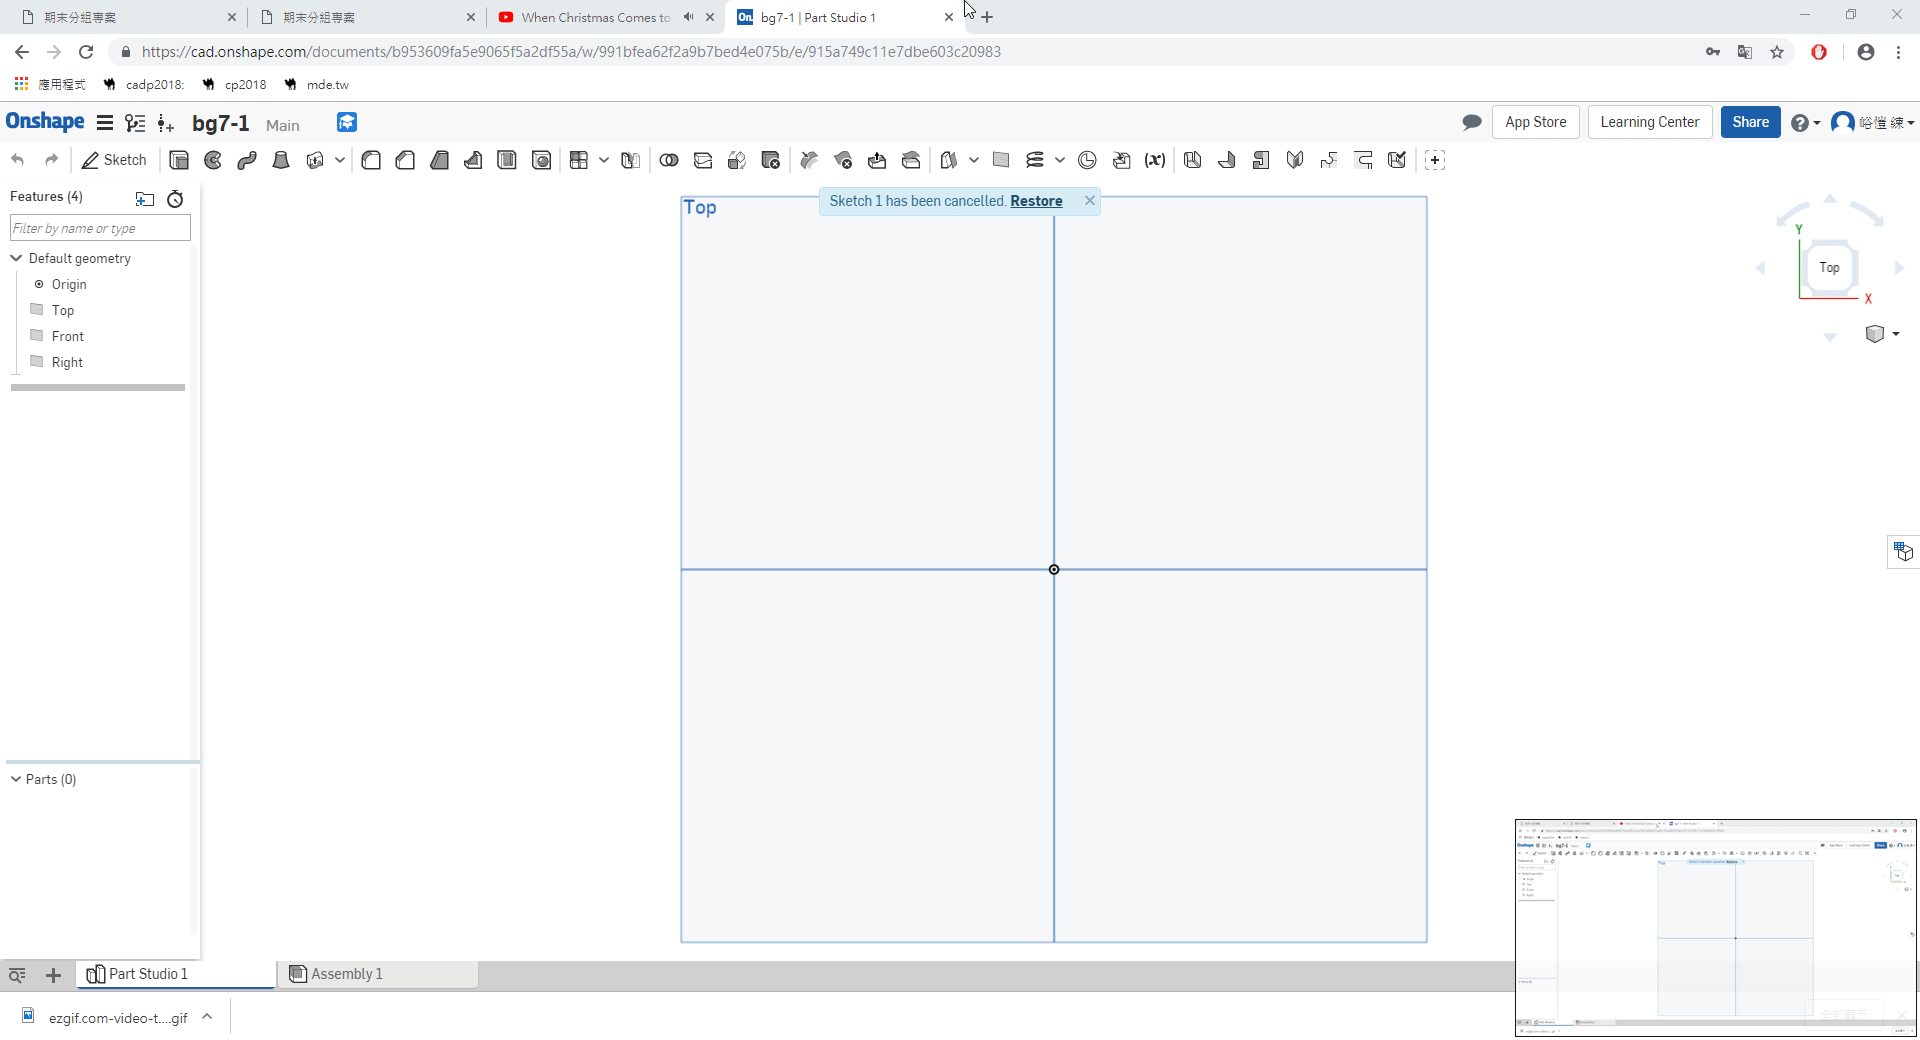 期末分組專案
期末分組專案
When Christmas Comes to
On.
bg7-1 | Part Studio 1
https://cad.onshape.com/documents/b953609fa5e9065f5a2df55a/w/991bfea62f2a9b7bed4e075b/e/915a749c11e7dbe603c20983
應用程式
cadp2018:
cp2018
mde.tw
Onshape
bg7-1
Main
App Store
Learning Center
Share
峪愷 練
Sketch
(x)
Features (4)
Filter by name or type
Default geometry
Origin
Top
Front
Right
Sketch 1 has been cancelled. Restore
Top
Y
Top
X
Parts (0)
Part Studio 1
Assembly 1
ezgif.com-video-t....gif